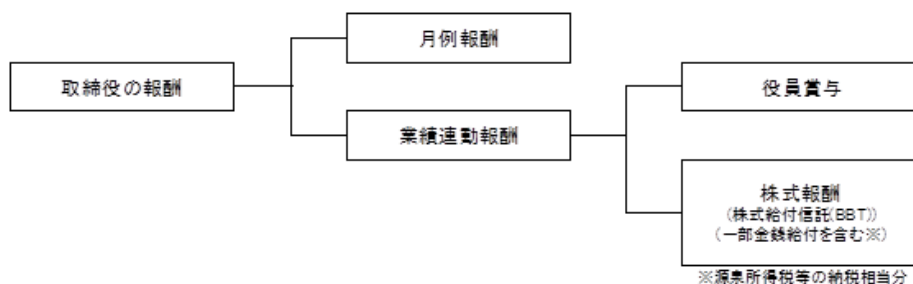 月例報酬
取締役の報酬
役員賞与
業績連動報酬
株式報酬
(株式給付信託(BBT))
(一部金銭給付を含む※)
※源泉所得税等の納税相当分